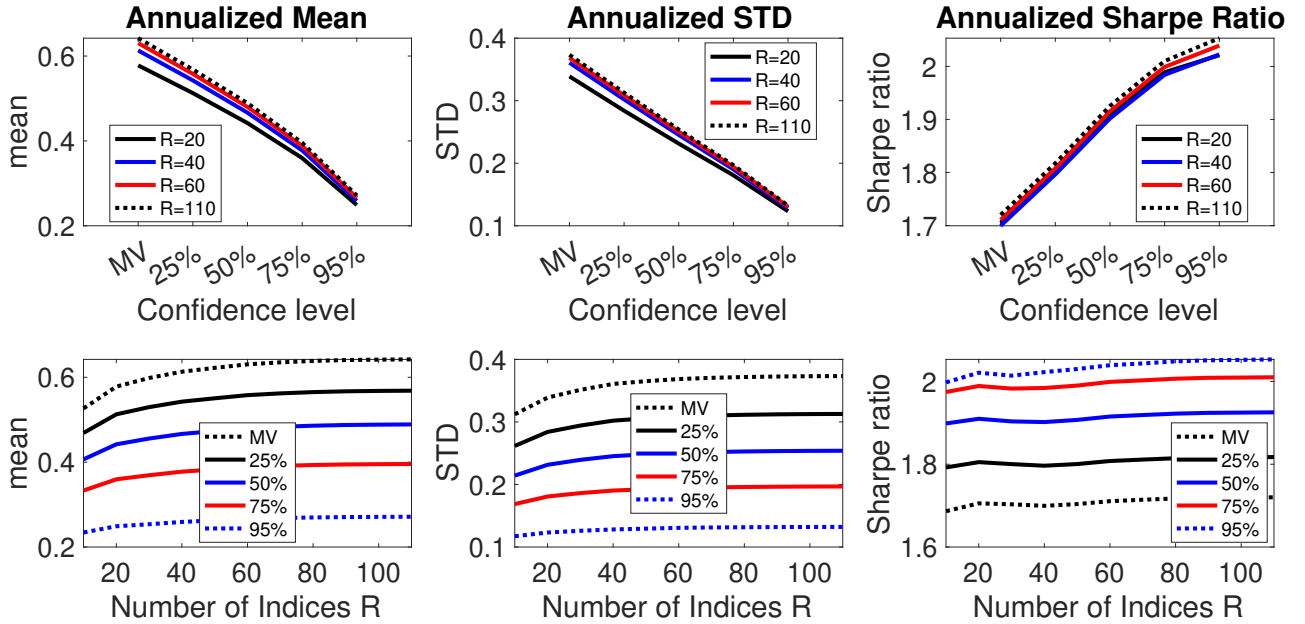 Annualized Mean
mean
0.6
0.4
0.2
R=20
R=40
R=60
R=110
MV
25%
50%
75%
95%
Confidence level
Annualized STD
STD
0.4
0.3
0.2
0.1
R=20
R=40
R=60
R=110
MV
25%
50%
75%
95%
Confidence level
Annualized Sharpe Ratio
Sharpe ratio
2
1.9
1.8
1.7
R=20
R=40
R=60
R=110
MV
25%
50%
75%
95%
Confidence level
mean
0.6
0.4
0.2
MV
25%
50%
75%
95%
20 40 60 80 100
Number of Indices R
STD
0.4
0.3
0.2
0.1
MV
25%
50%
75%
95%
20 40 60 80 100
Number of Indices R
Sharpe ratio
2
1.8
1.6
MV
25%
50%
75%
95%
20 40 60 80 100
Number of Indices R